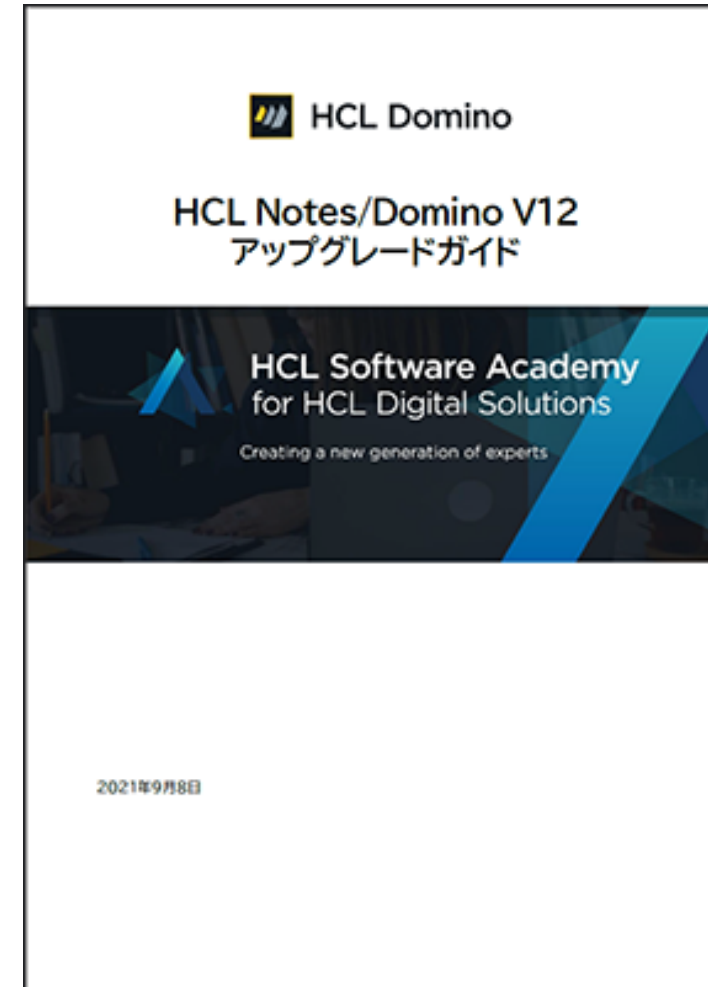 HCL Domino
HCL Notes/Domino V12
アップグレードガイド
HCL Software Academy
for HCL Digital Solutions
Creating a new generation of experts
2021年9月8日